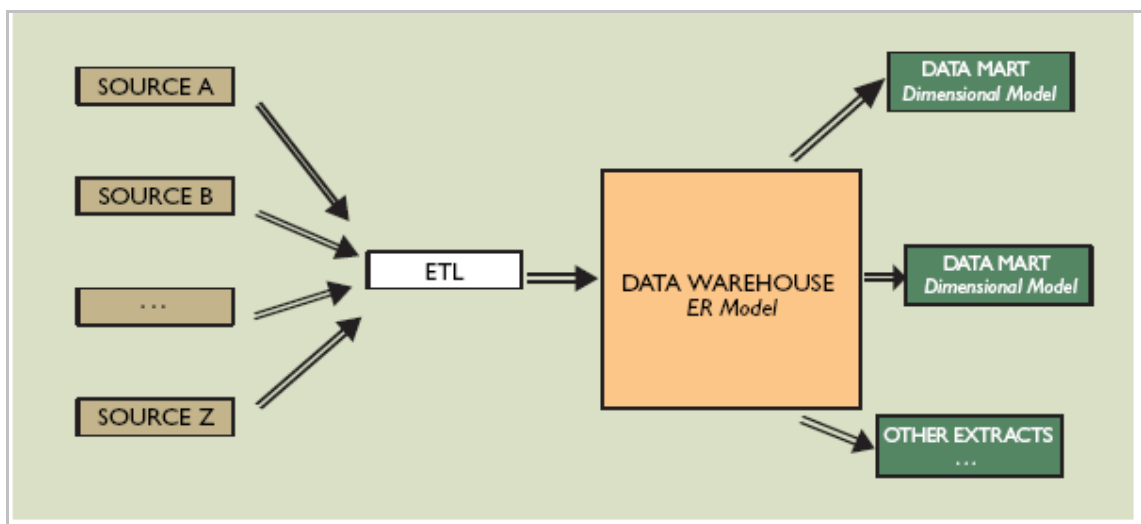 SOURCE A
SOURCE B
...
SOURCE Z
ETL
DATA WAREHOUSE
ER Model
DATA MART
Dimensional Model
DATA MART
Dimensional Model
OTHER EXTRACTS
...